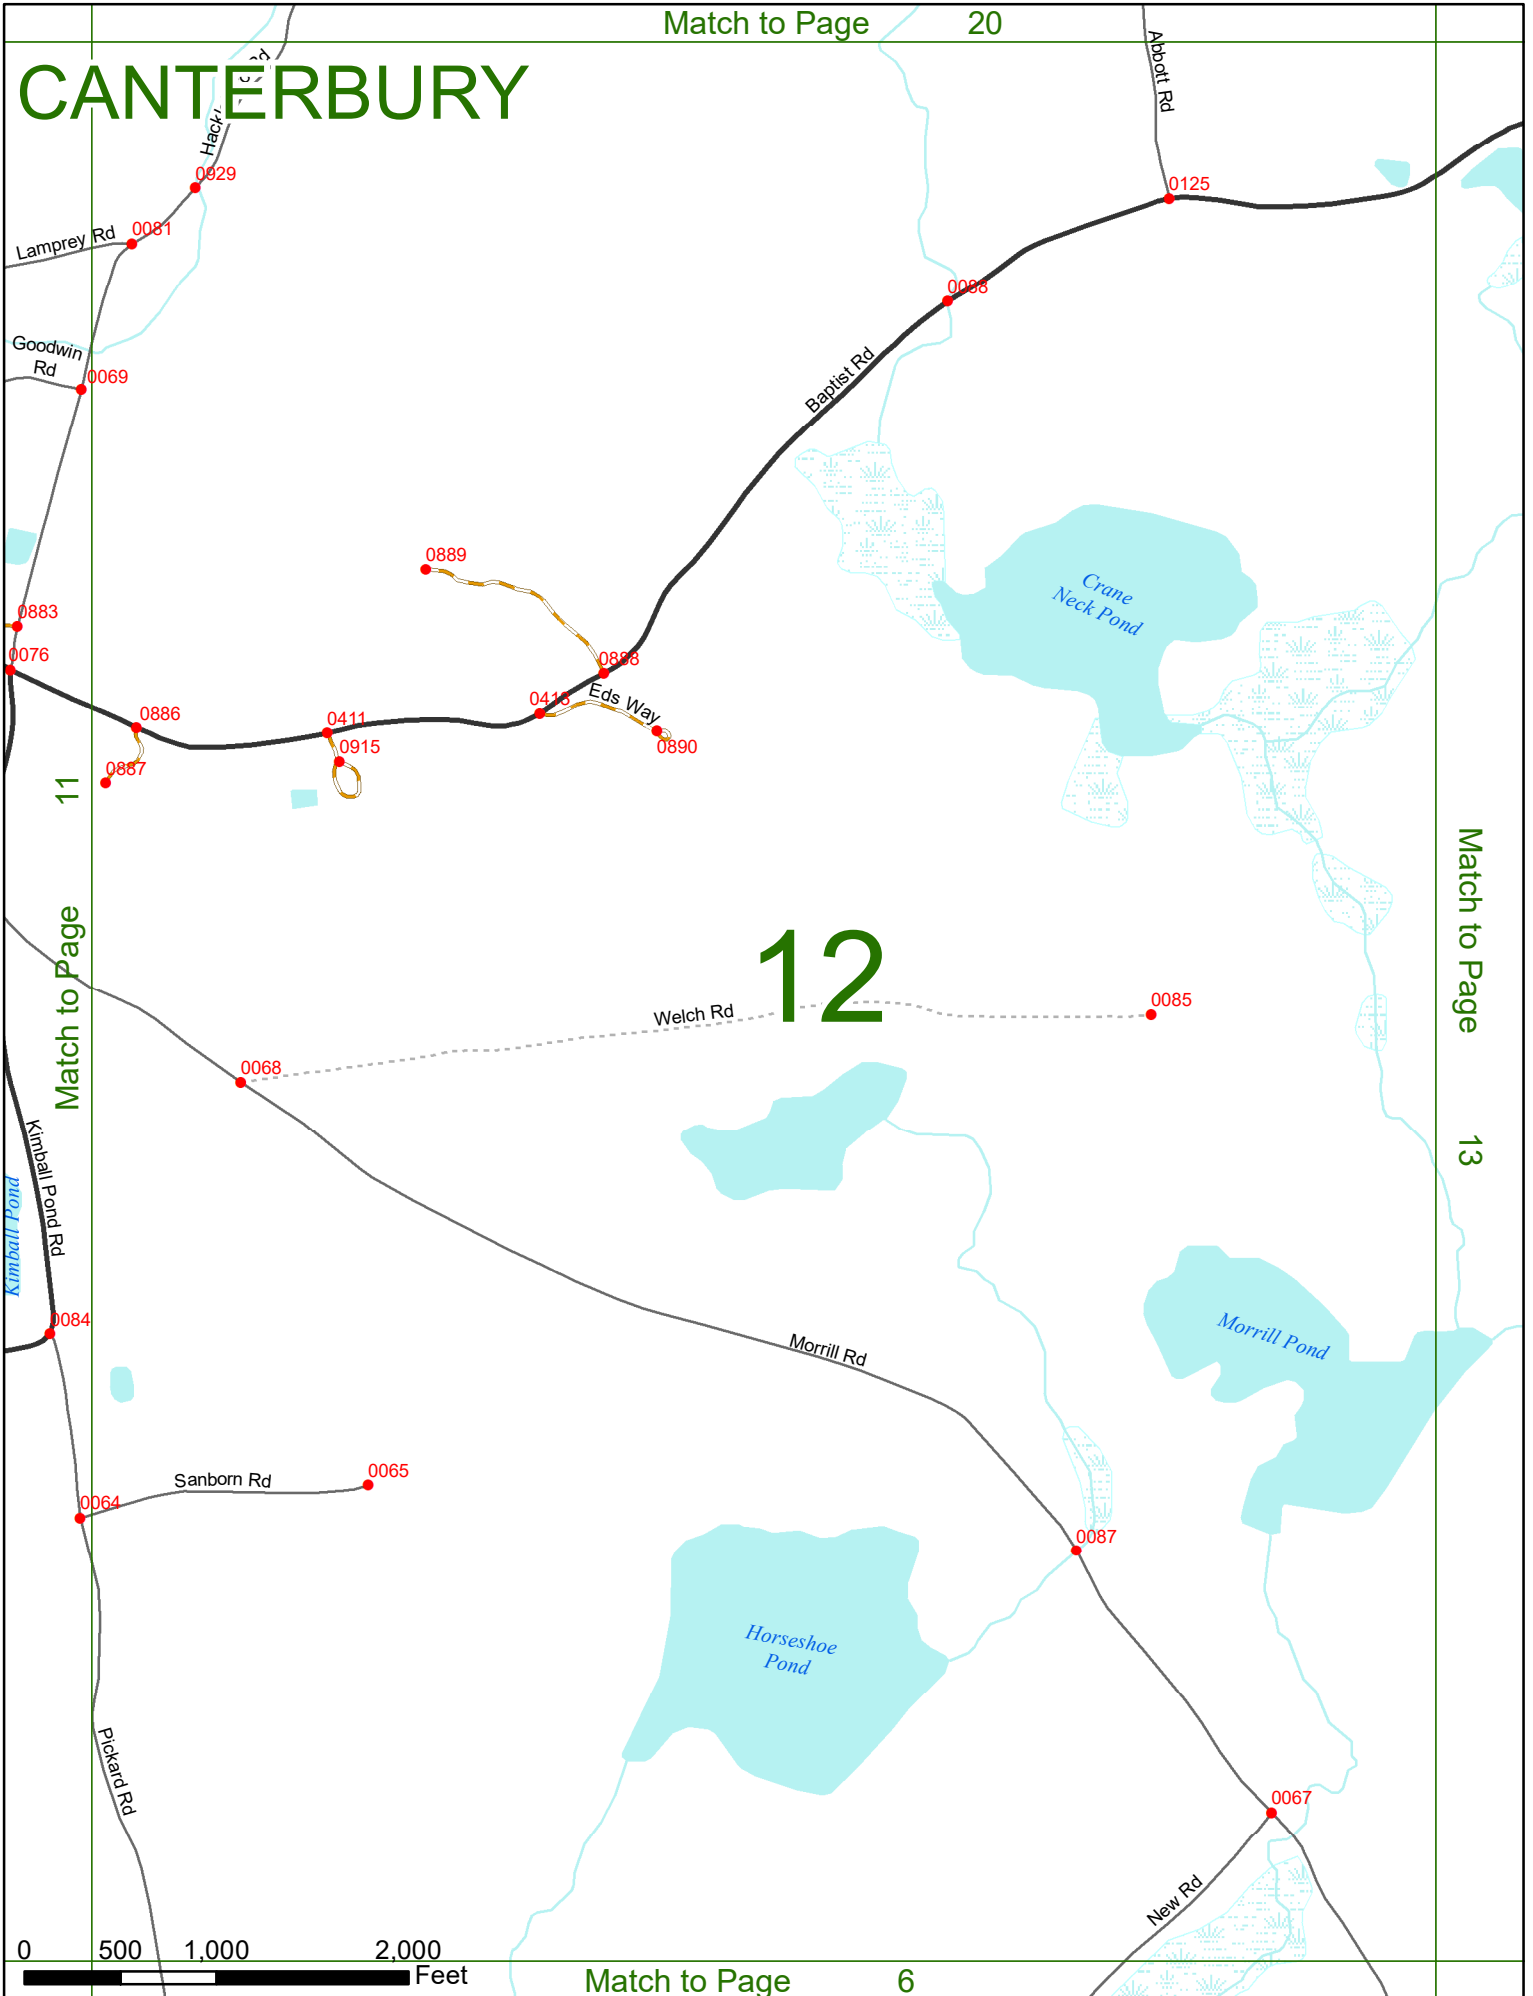 Match to Page 20
CANTERBURY
Rd
Abbott Rd
0929
0125
0081
Lamprey Rd
0088
Goodwin
Rd
0069
Baptist Rd
0889
Crane
Neck Pond
0883
0076
0888
Eds Way
0886
0411
0890
0915
0887
Match to Page 11
12
Match to Page 13
Welch Rd
0085
0068
Kimball Pond Rd
Kimball Pond
0084
Morrill Pond
Morrill Rd
Sanborn Rd
0065
0064
0087
Horseshoe
Pond
Pickard Rd
0067
New Rd
0 500 1,000 2,000
Feet
Match to Page 6